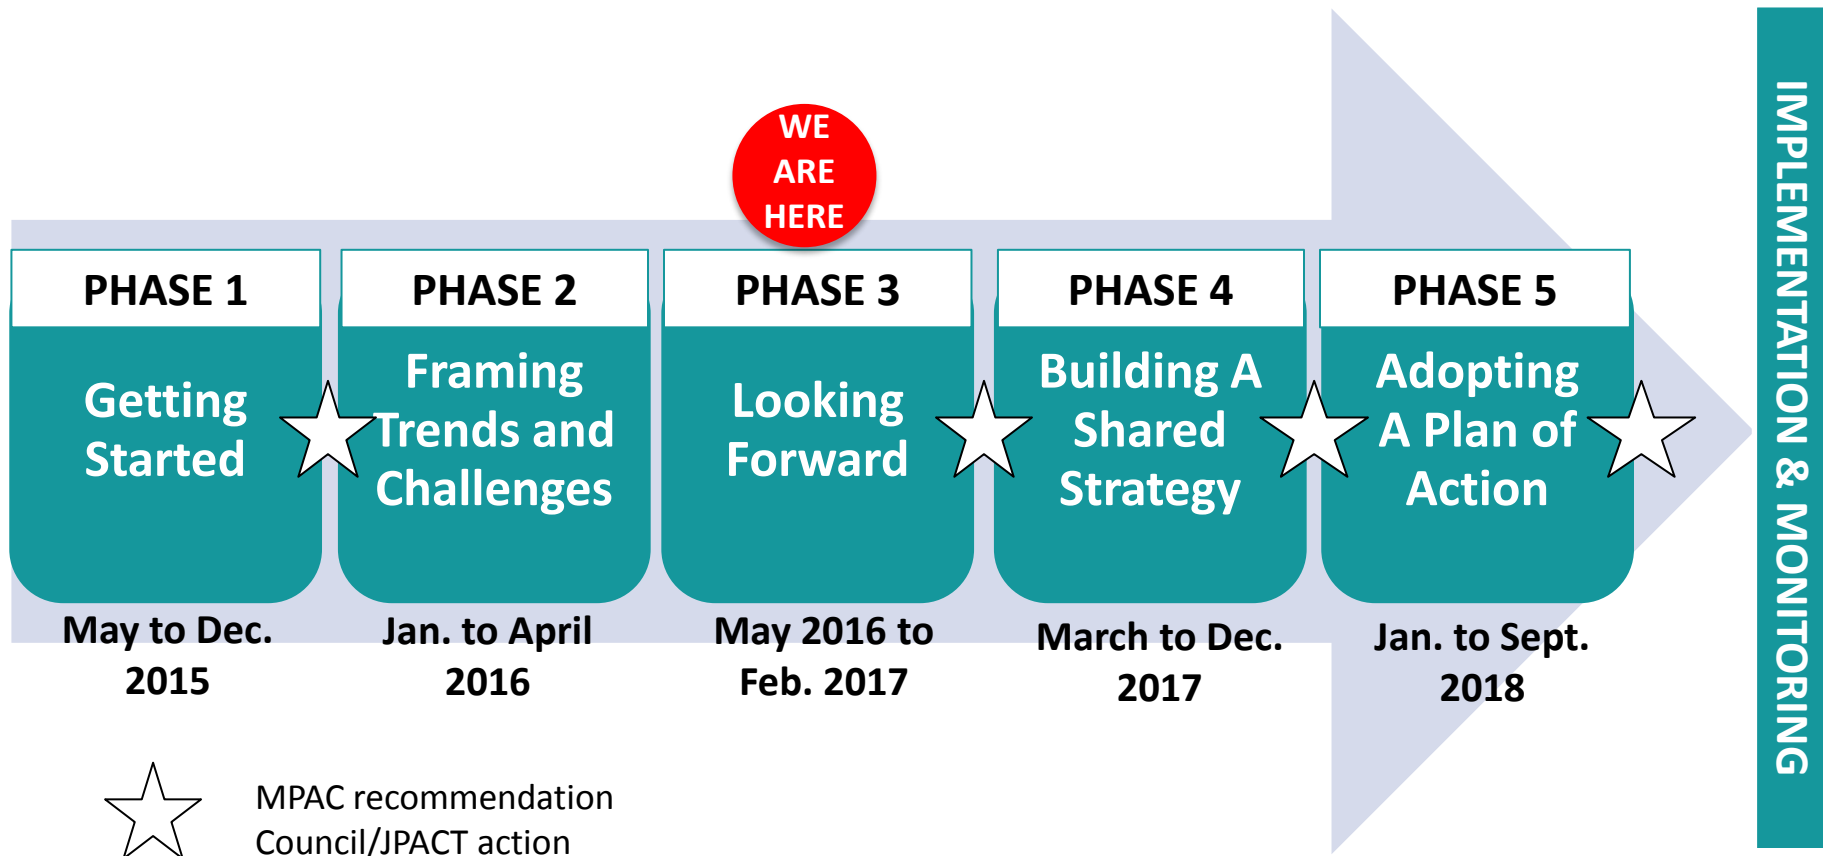 WE
ARE
HERE
PHASE 1
Getting
Started
May to Dec.
2015
PHASE 2
Framing
Trends and
Challenges
Jan. to April
2016
PHASE 3
Looking
Forward
May 2016 to
Feb. 2017
PHASE 4
Building A
Shared
Strategy
March to Dec.
2017
PHASE 5
Adopting
A Plan of
Action
Jan. to Sept.
2018
IMPLEMENTATION & MONITORING
MPAC recommendation
Council/JPACT action